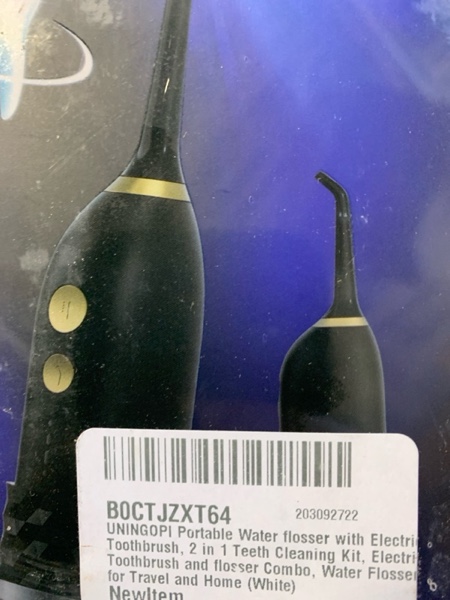 B0CTJZXT64
203092722
UNINGOPI Portable Water flosser with Electri
Toothbrush, 2 in 1 Teeth Cleaning Kit, Electri
Toothbrush and flosser Combo, Water Flosser
for Travel and Home (White)
NewItem